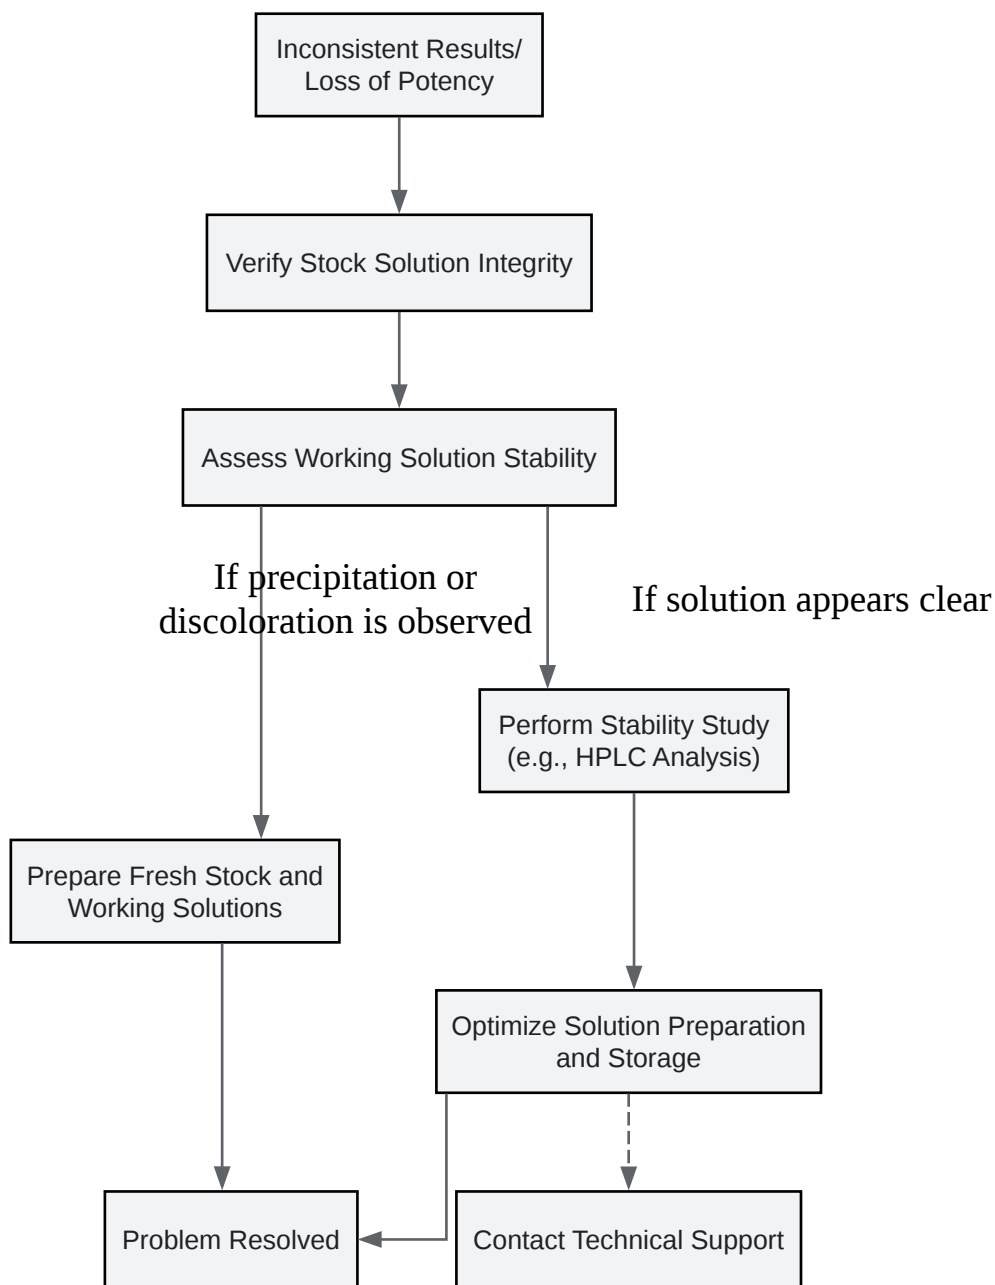 Inconsistent Results/
Loss of Potency
Verify Stock Solution Integrity
Assess Working Solution Stability
If precipitation or
discoloration is observed
If solution appears clear
Perform Stability Study
(e.g., HPLC Analysis)
Prepare Fresh Stock and
Working Solutions
Optimize Solution Preparation
and Storage
Problem Resolved
Contact Technical Support